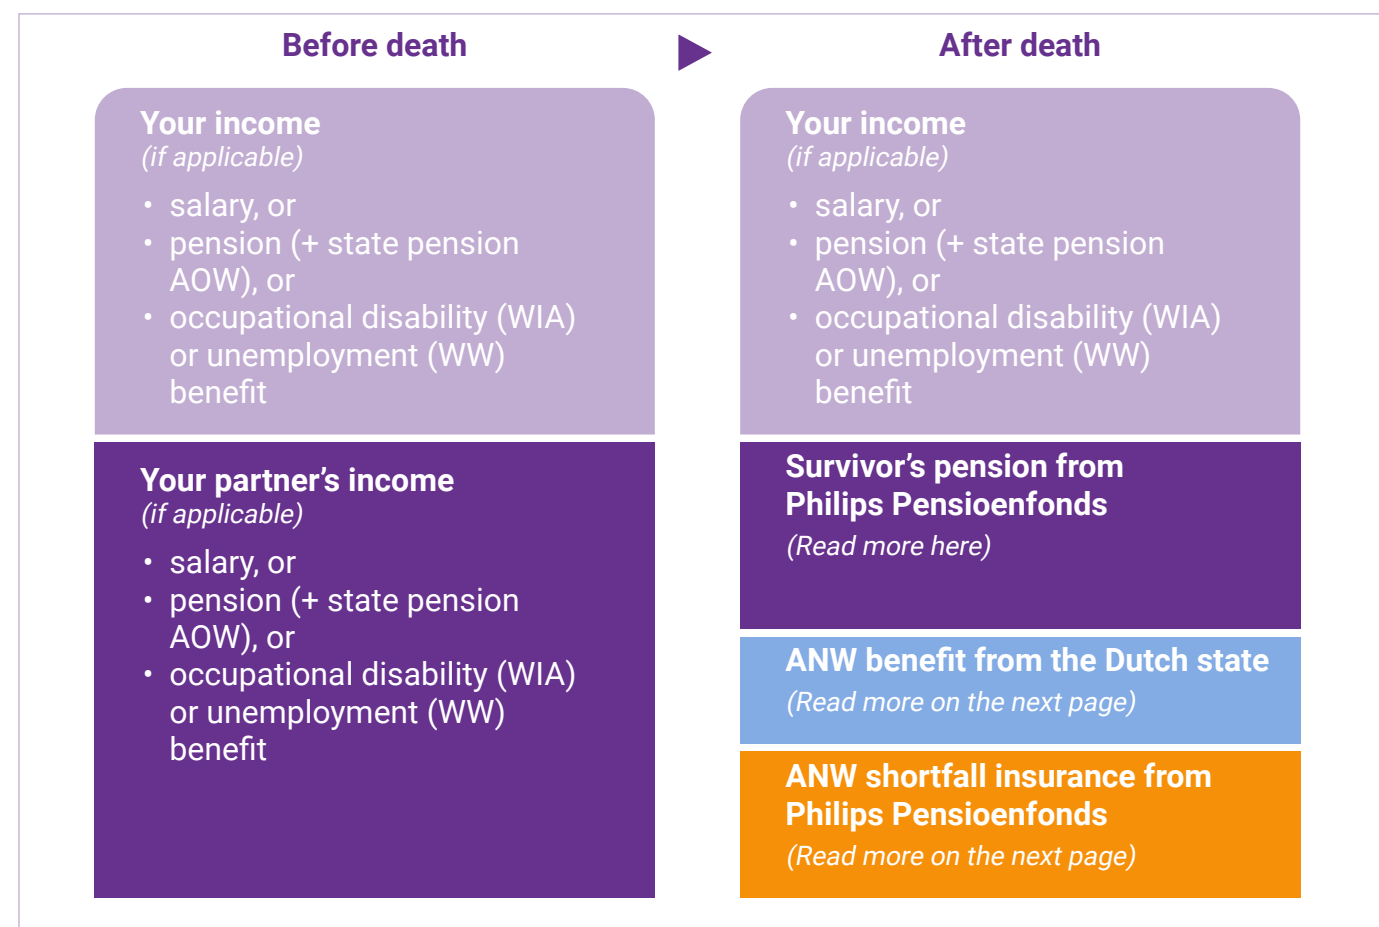 Before death
After death
Your income
(if applicable)
• salary, or
• pension (+ state pension
AOW), or
• occupational disability (WIA)
or unemployment (WW)
benefit
Your partner’s income
(if applicable)
• salary, or
• pension (+ state pension
AOW), or
• occupational disability (WIA)
or unemployment (WW)
benefit
Your income
(if applicable)
• salary, or
• pension (+ state pension
AOW), or
• occupational disability (WIA)
or unemployment (WW)
benefit
Survivor’s pension from
Philips Pensioenfonds
(Read more here)
ANW benefit from the Dutch state
(Read more on the next page)
ANW shortfall insurance from
Philips Pensioenfonds
(Read more on the next page)